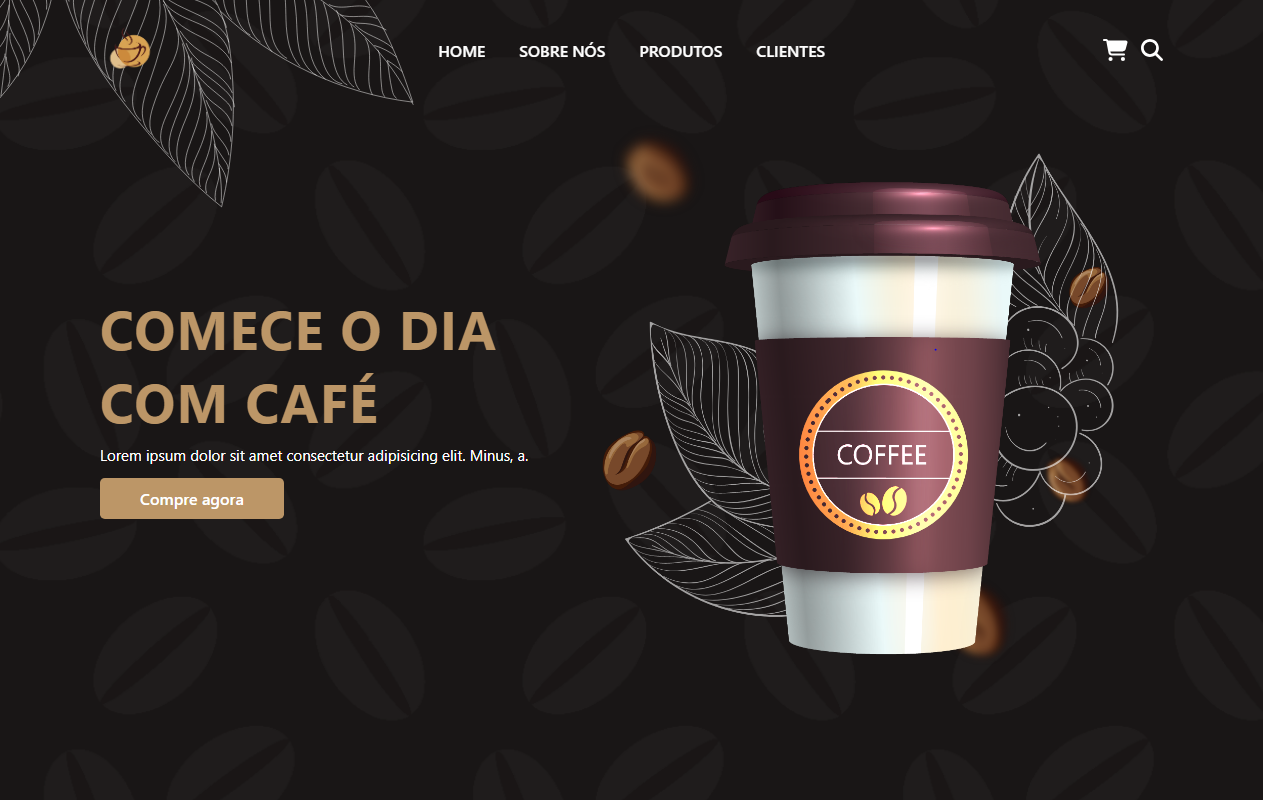 HOME SOBRE NÓS PRODUTOS CLIENTES
COMECE O DIA
COM CAFÉ
Lorem ipsum dolor sit amet consectetur adipisicing elit. Minus, a.
Compre agora
COFFEE